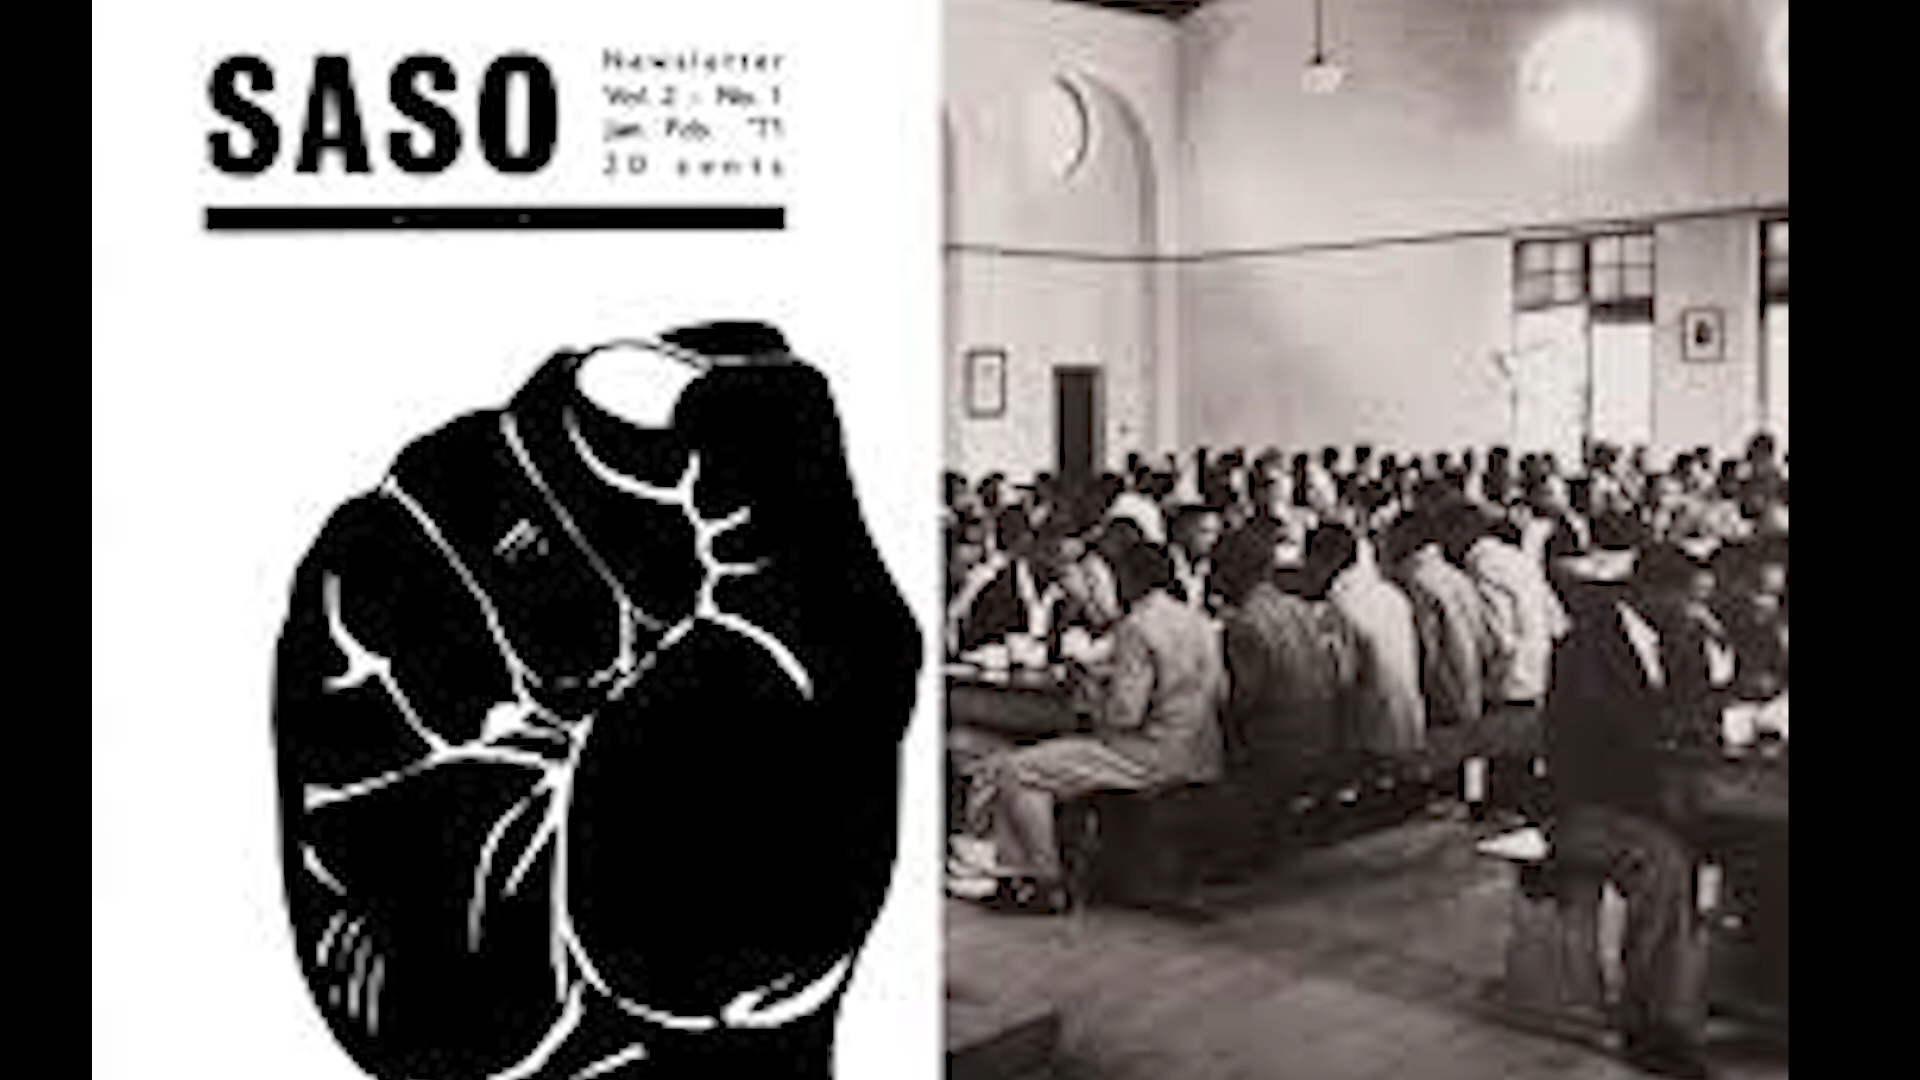 SASO
Newsletter
Vol. 2 - No. 1
Jan. Feb. '71
20 cents